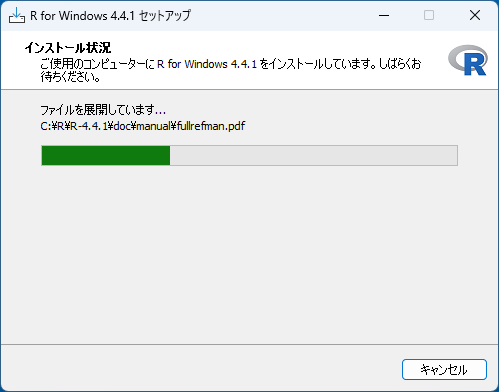 R for Windows 4.4.1 セットアップ
インストール状況
ご使用のコンピューターに R for Windows 4.4.1 をインストールしています。しばらくお
待ちください。
R
ファイルを展開しています...
C:¥R¥R-4.4.1¥doc¥manual¥fullrefman.pdf
キャンセル